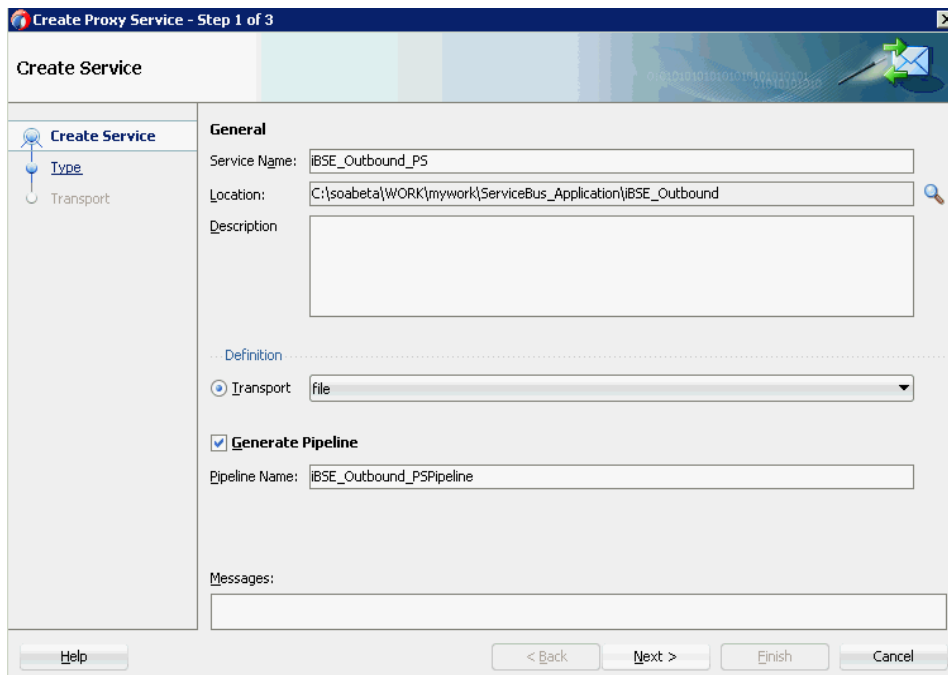 Create Proxy Service - Step 1 of 3
Create Service
Create Service
Type
Transport
General
Service Name: iBSE_Outbound_PS
Location: C:\soabeta\WORK\mywork\ServiceBus_Application\iBSE_Outbound
Description
Definition
Transport file
Generate Pipeline
Pipeline Name: iBSE_Outbound_PSPipeline
Messages:
Help < Back Next > Finish Cancel